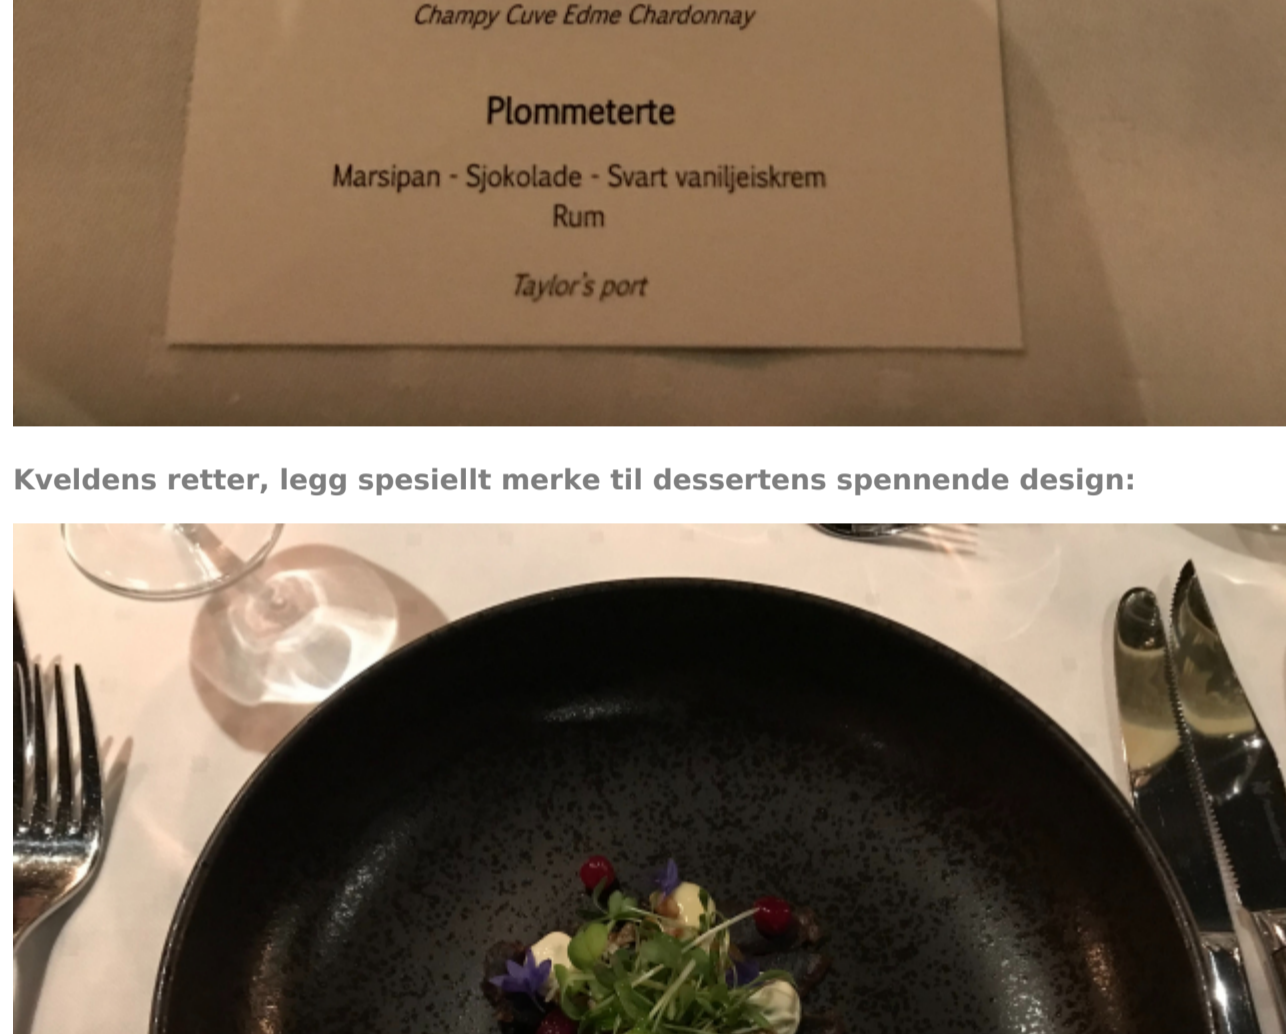 Champy Cuve Edme Chardonnay
Plommeterte
Marsipan - Sjokolade - Svart vaniljeiskrem
Rum
Taylor's port
Kveldens retter, legg spesiellt merke til dessertens spennende design: